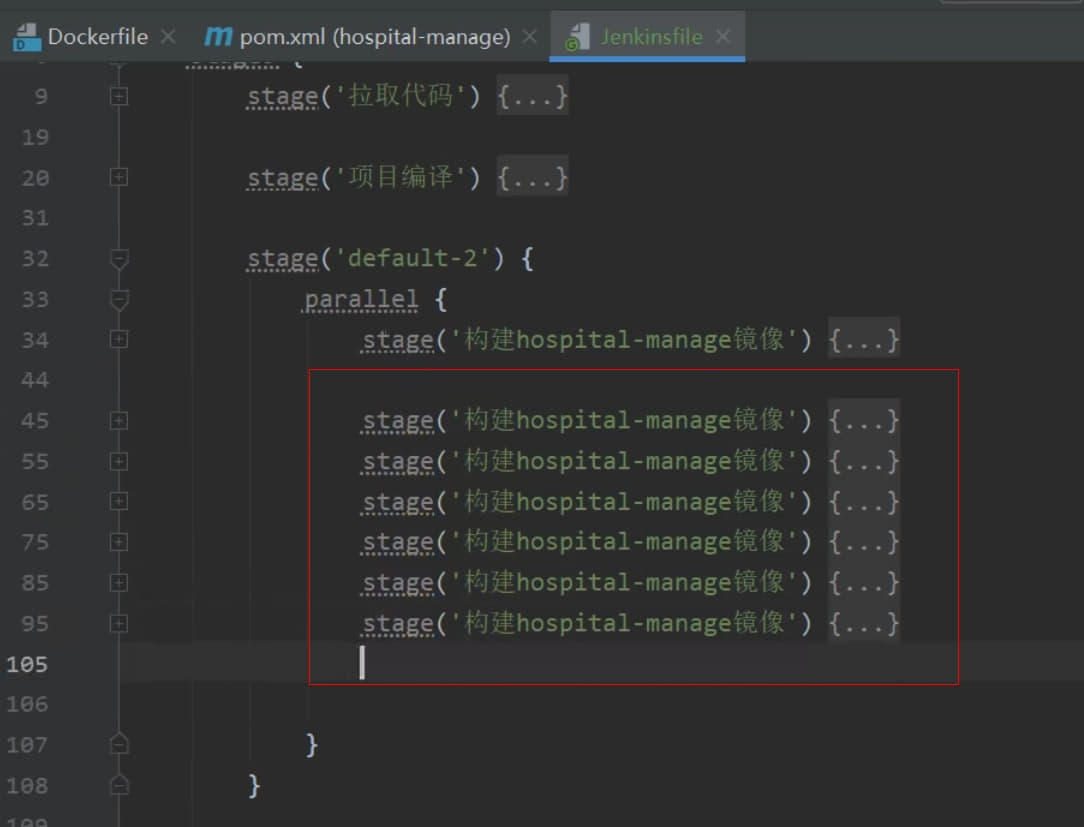 Dockerfile pom.xml (hospital-manage) Jenkinsfile
9 stage('拉取代码') {...}
19
20 stage('项目编译') {...}
31
32 stage('default-2') {
33 parallel {
34 stage('构建hospital-manage镜像') {...}
44
45 stage('构建hospital-manage镜像') {...}
55 stage('构建hospital-manage镜像') {...}
65 stage('构建hospital-manage镜像') {...}
75 stage('构建hospital-manage镜像') {...}
85 stage('构建hospital-manage镜像') {...}
95 stage('构建hospital-manage镜像') {...}
105
106
107 }
108 }